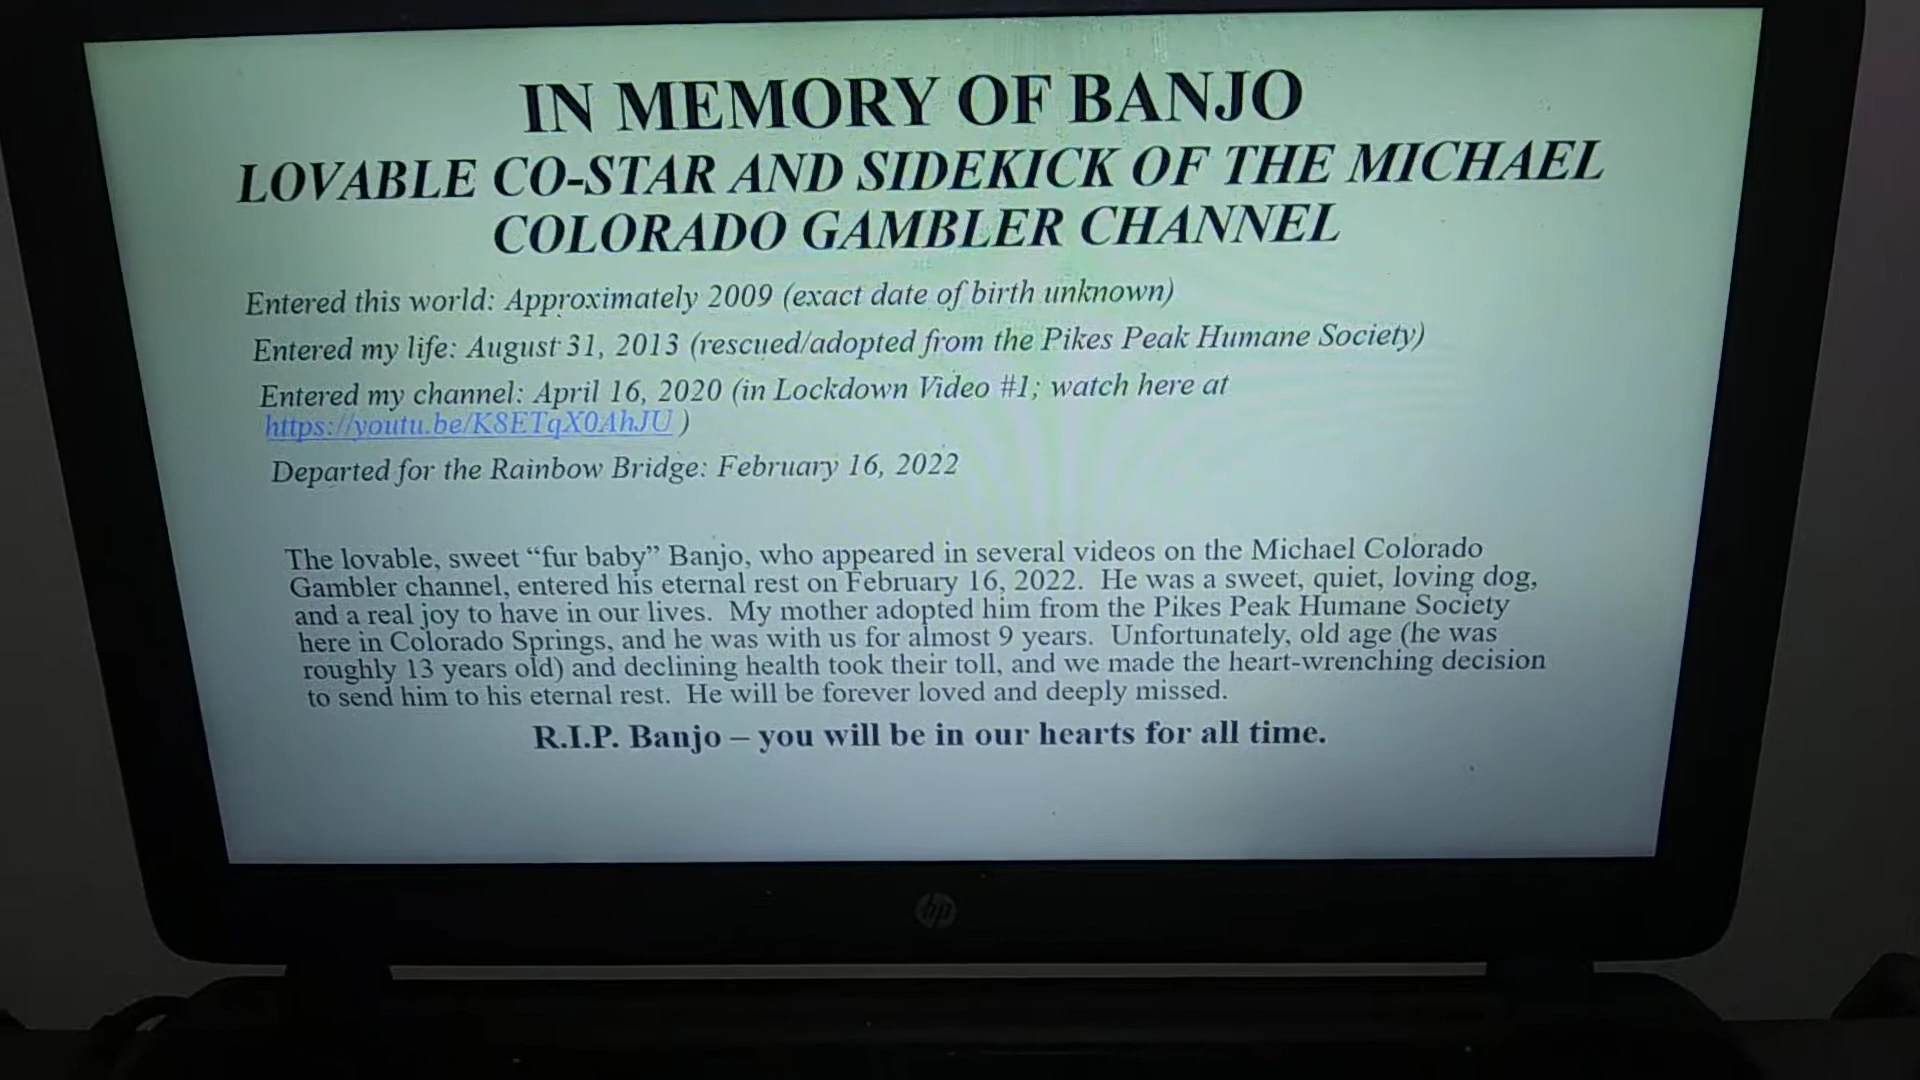 IN MEMORY OF BANJO
LOVABLE CO-STAR AND SIDEKICK OF THE MICHAEL
COLORADO GAMBLER CHANNEL
Entered this world: Approximately 2009 (exact date of birth unknown)
Entered my life: August 31, 2013 (rescued/adopted from the Pikes Peak Humane Society)
Entered my channel: April 16, 2020 (in Lockdown Video #1; watch here at
https://youtu.be/K8ETqX0AhJU )
Departed for the Rainbow Bridge: February 16, 2022
The lovable, sweet “fur baby” Banjo, who appeared in several videos on the Michael Colorado
Gambler channel, entered his eternal rest on February 16, 2022.  He was a sweet, quiet, loving dog,
and a real joy to have in our lives.  My mother adopted him from the Pikes Peak Humane Society
here in Colorado Springs, and he was with us for almost 9 years.  Unfortunately, old age (he was
roughly 13 years old) and declining health took their toll, and we made the heart-wrenching decision
to send him to his eternal rest.  He will be forever loved and deeply missed.
R.I.P. Banjo – you will be in our hearts for all time.
hp